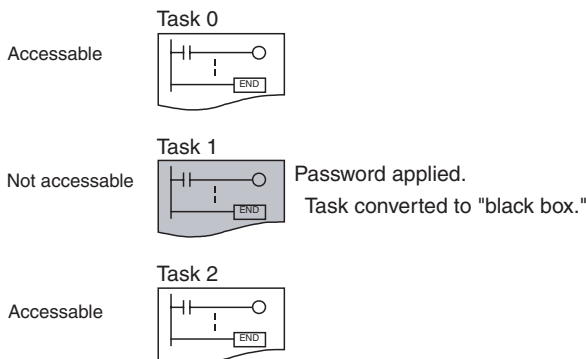 Task 0
Accessable
END
Task 1
Not accessable
Password applied.
END
Task converted to "black box."
Task 2
Accessable
END